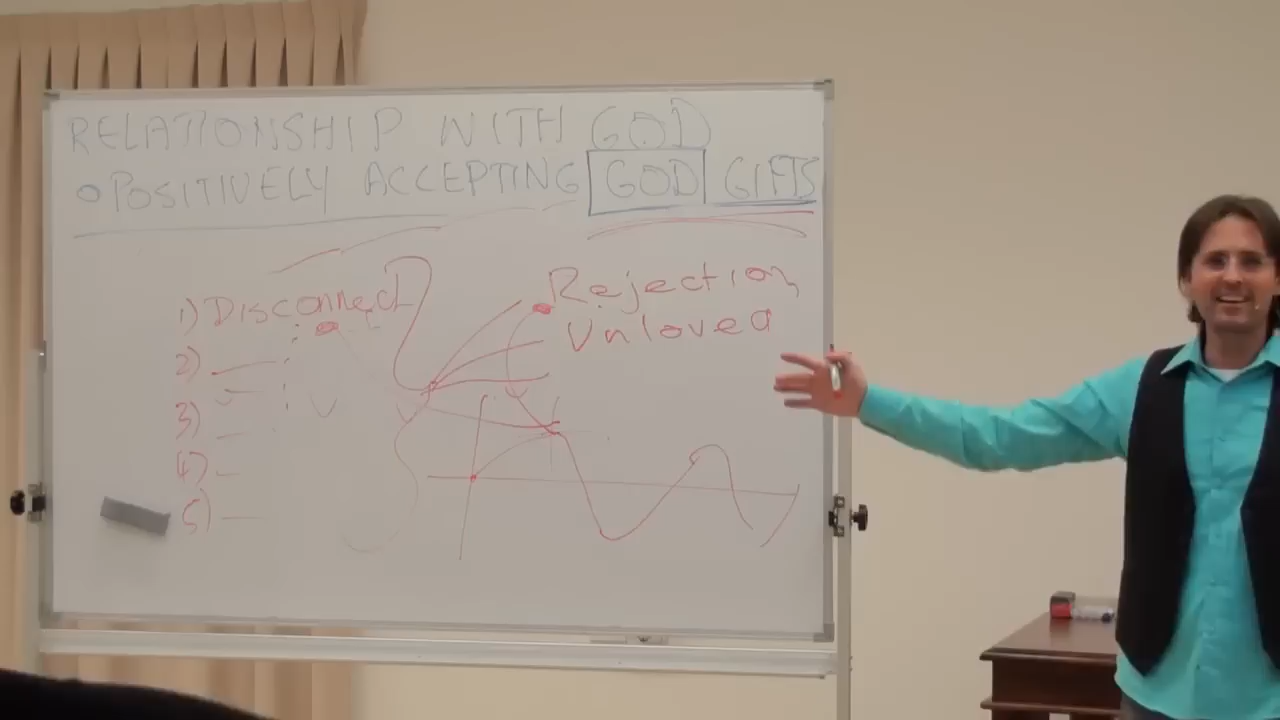 RELATIONSHIP WITH GOD
POSITIVELY ACCEPTING GOD GIFTS
1) Disconnect
Rejection
Unloved
2)
3)
4)
5)